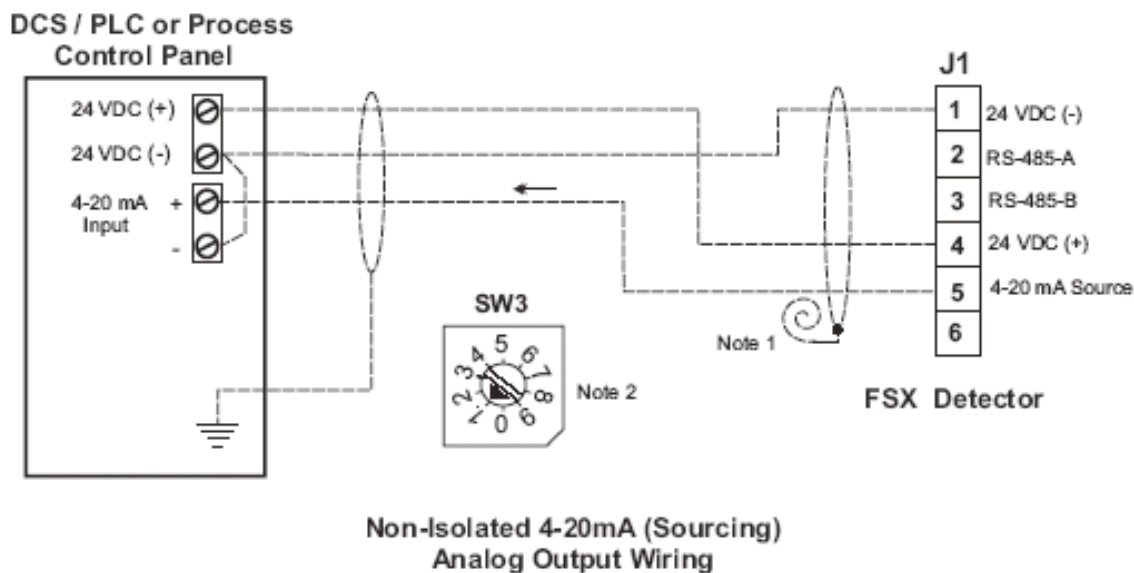 DCS / PLC or Process
Control Panel
24 VDC (+)
24 VDC (-)
4-20 mA +
Input
-
J1
1 24 VDC (-)
2 RS-485-A
3 RS-485-B
4 24 VDC (+)
5 4-20 mA Source
6
Note 1
FSX Detector
SW3
0 1 2 3 4 5 6 7 8 9
Note 2
Non-Isolated 4-20mA (Sourcing)
Analog Output Wiring